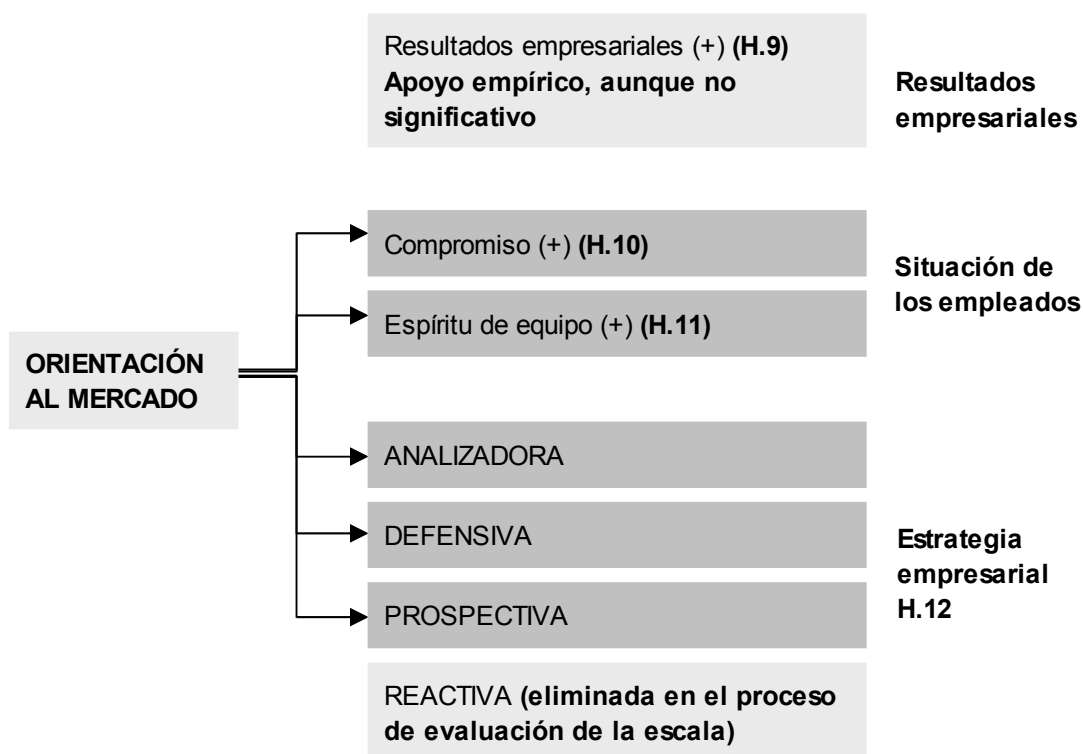 Resultados empresariales (+) (H.9)
Apoyo empírico, aunque no
significativo
Resultados
empresariales
Compromiso (+) (H.10)
Espíritu de equipo (+) (H.11)
Situación de
los empleados
ORIENTACIÓN
AL MERCADO
ANALIZADORA
DEFENSIVA
PROSPECTIVA
REACTIVA (eliminada en el proceso
de evaluación de la escala)
Estrategia
empresarial
H.12